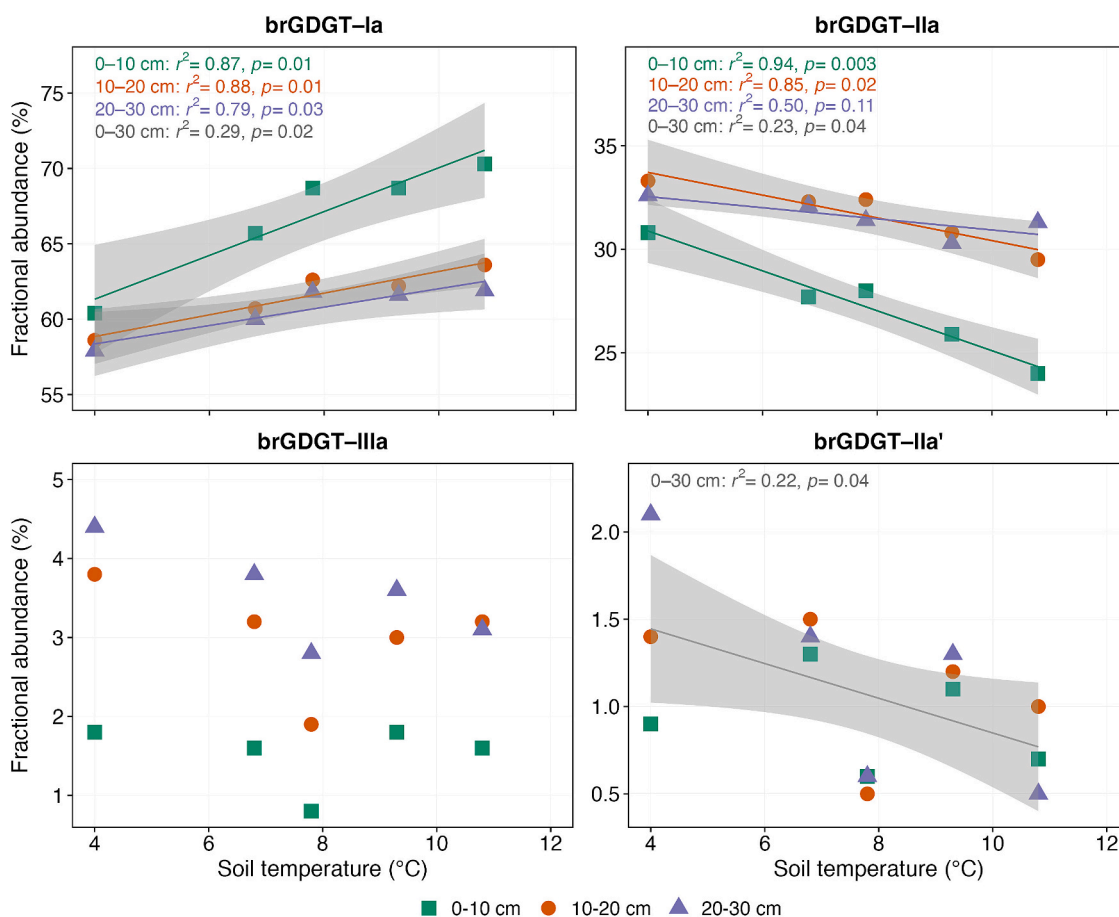 brGDGT–Ia
brGDGT–IIa
0–10 cm: r²= 0.87, p= 0.01
10–20 cm: r²= 0.88, p= 0.01
20–30 cm: r²= 0.79, p= 0.03
0–30 cm: r²= 0.29, p= 0.02
0–10 cm: r²= 0.94, p= 0.003
10–20 cm: r²= 0.85, p= 0.02
20–30 cm: r²= 0.50, p= 0.11
0–30 cm: r²= 0.23, p= 0.04
Fractional abundance (%)
75
70
65
60
55
35
30
25
brGDGT–IIIa
brGDGT–IIa'
0–30 cm: r²= 0.22, p= 0.04
Fractional abundance (%)
5
4
3
2
1
2.0
1.5
1.0
0.5
4 6 8 10 12
4 6 8 10 12
Soil temperature (°C)
Soil temperature (°C)
0-10 cm 10-20 cm 20-30 cm